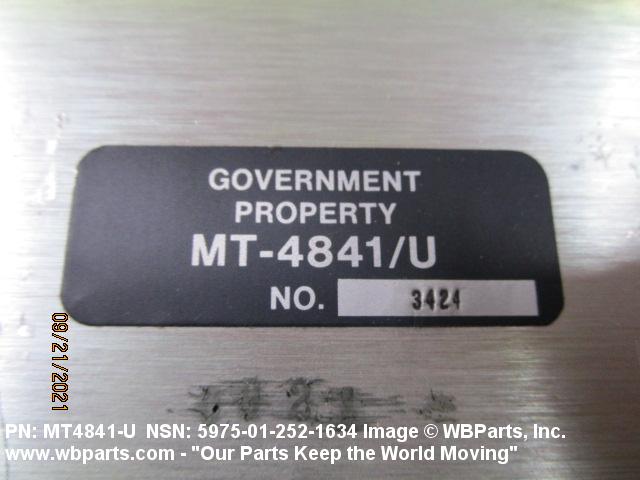 GOVERNMENT
PROPERTY
MT-4841/U
NO. 3424
09/21/2021
PN: MT4841-U NSN: 5975-01-252-1634 Image © WBParts, Inc.
www.wbparts.com - "Our Parts Keep the World Moving"